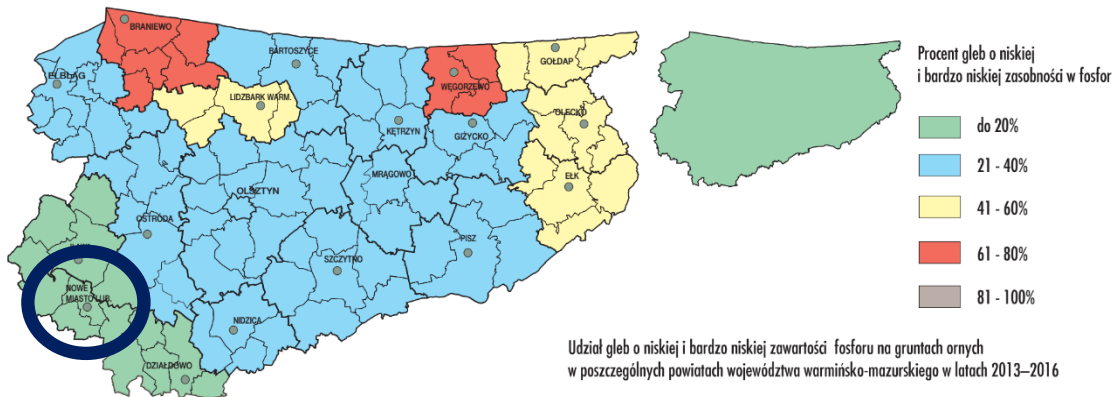 BRANIEWO
ELBLĄG
BARTOSZYCE
GOŁDAP
WĘGORZEWO
LIDZBARK WARM.
OLECKO
KĘTRZYN
GIŻYCKO
MRĄGOWO
EŁK
OLSZTYN
OSTRÓDA
PISZ
SZCZYTNO
NOWE
MIASTO LUB.
NIDZICA
DZIAŁDOWO
Procent gleb o niskiej
i bardzo niskiej zasobności w fosfor
do 20%
21 - 40%
41 - 60%
61 - 80%
81 - 100%
Udział gleb o niskiej i bardzo niskiej zawartości fosforu na gruntach ornych
w poszczególnych powiatach województwa warmińsko-mazurskiego w latach 2013–2016